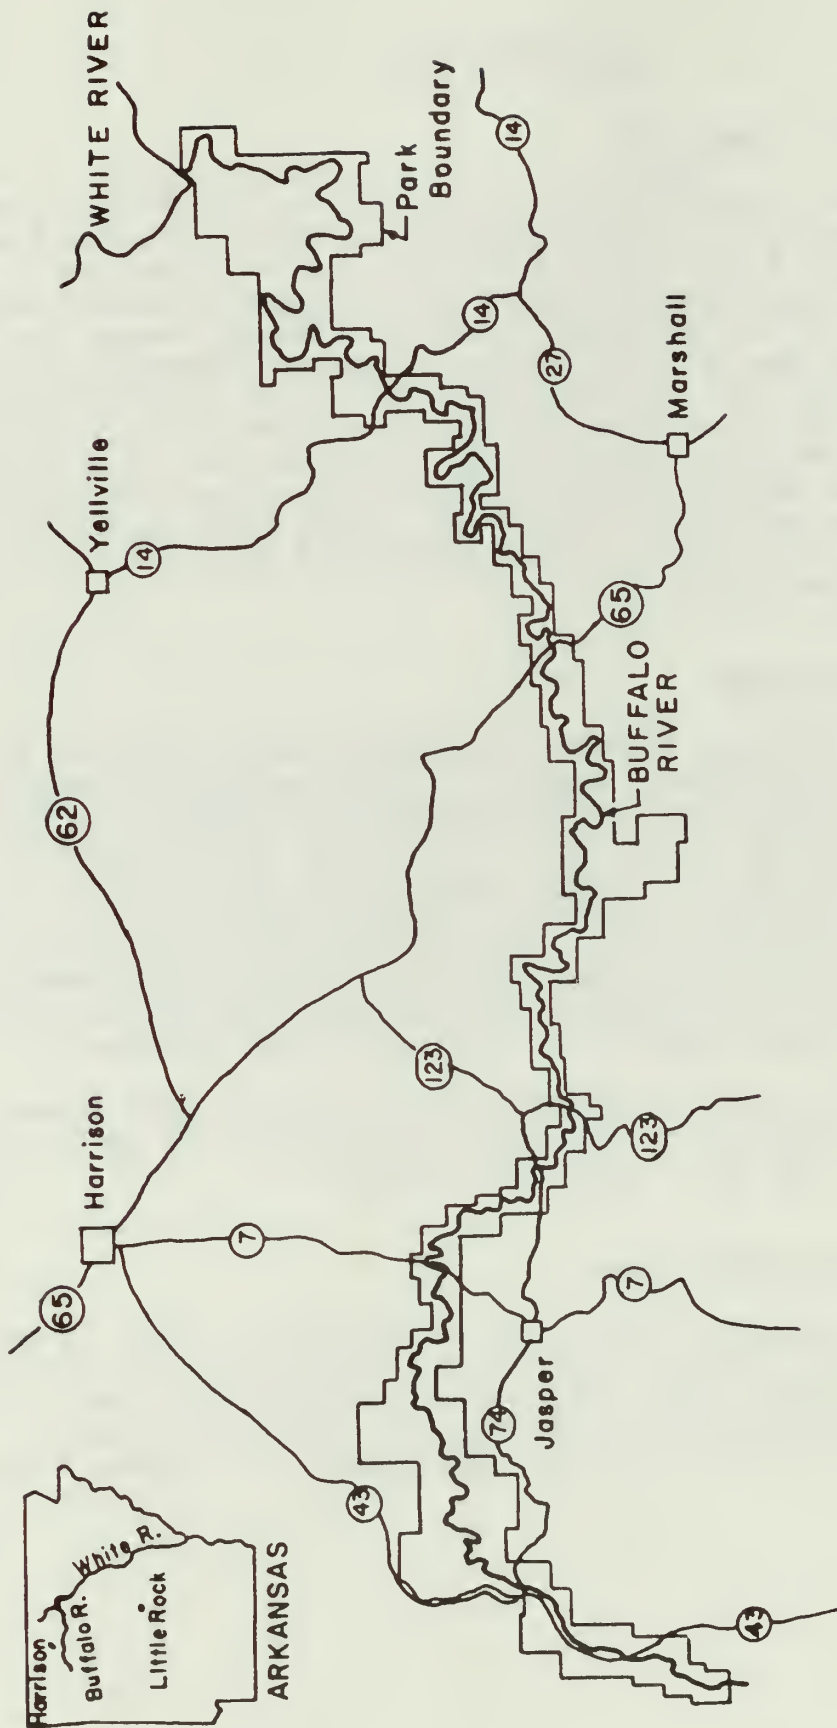 Harrison
Buffalo R.
White R.
Little Rock
ARKANSAS
65
Harrison
62
Yellville
14
WHITE RIVER
7
43
123
Park
Boundary
14
14
27
Marshall
65
BUFFALO
RIVER
123
Jasper
74
7
43